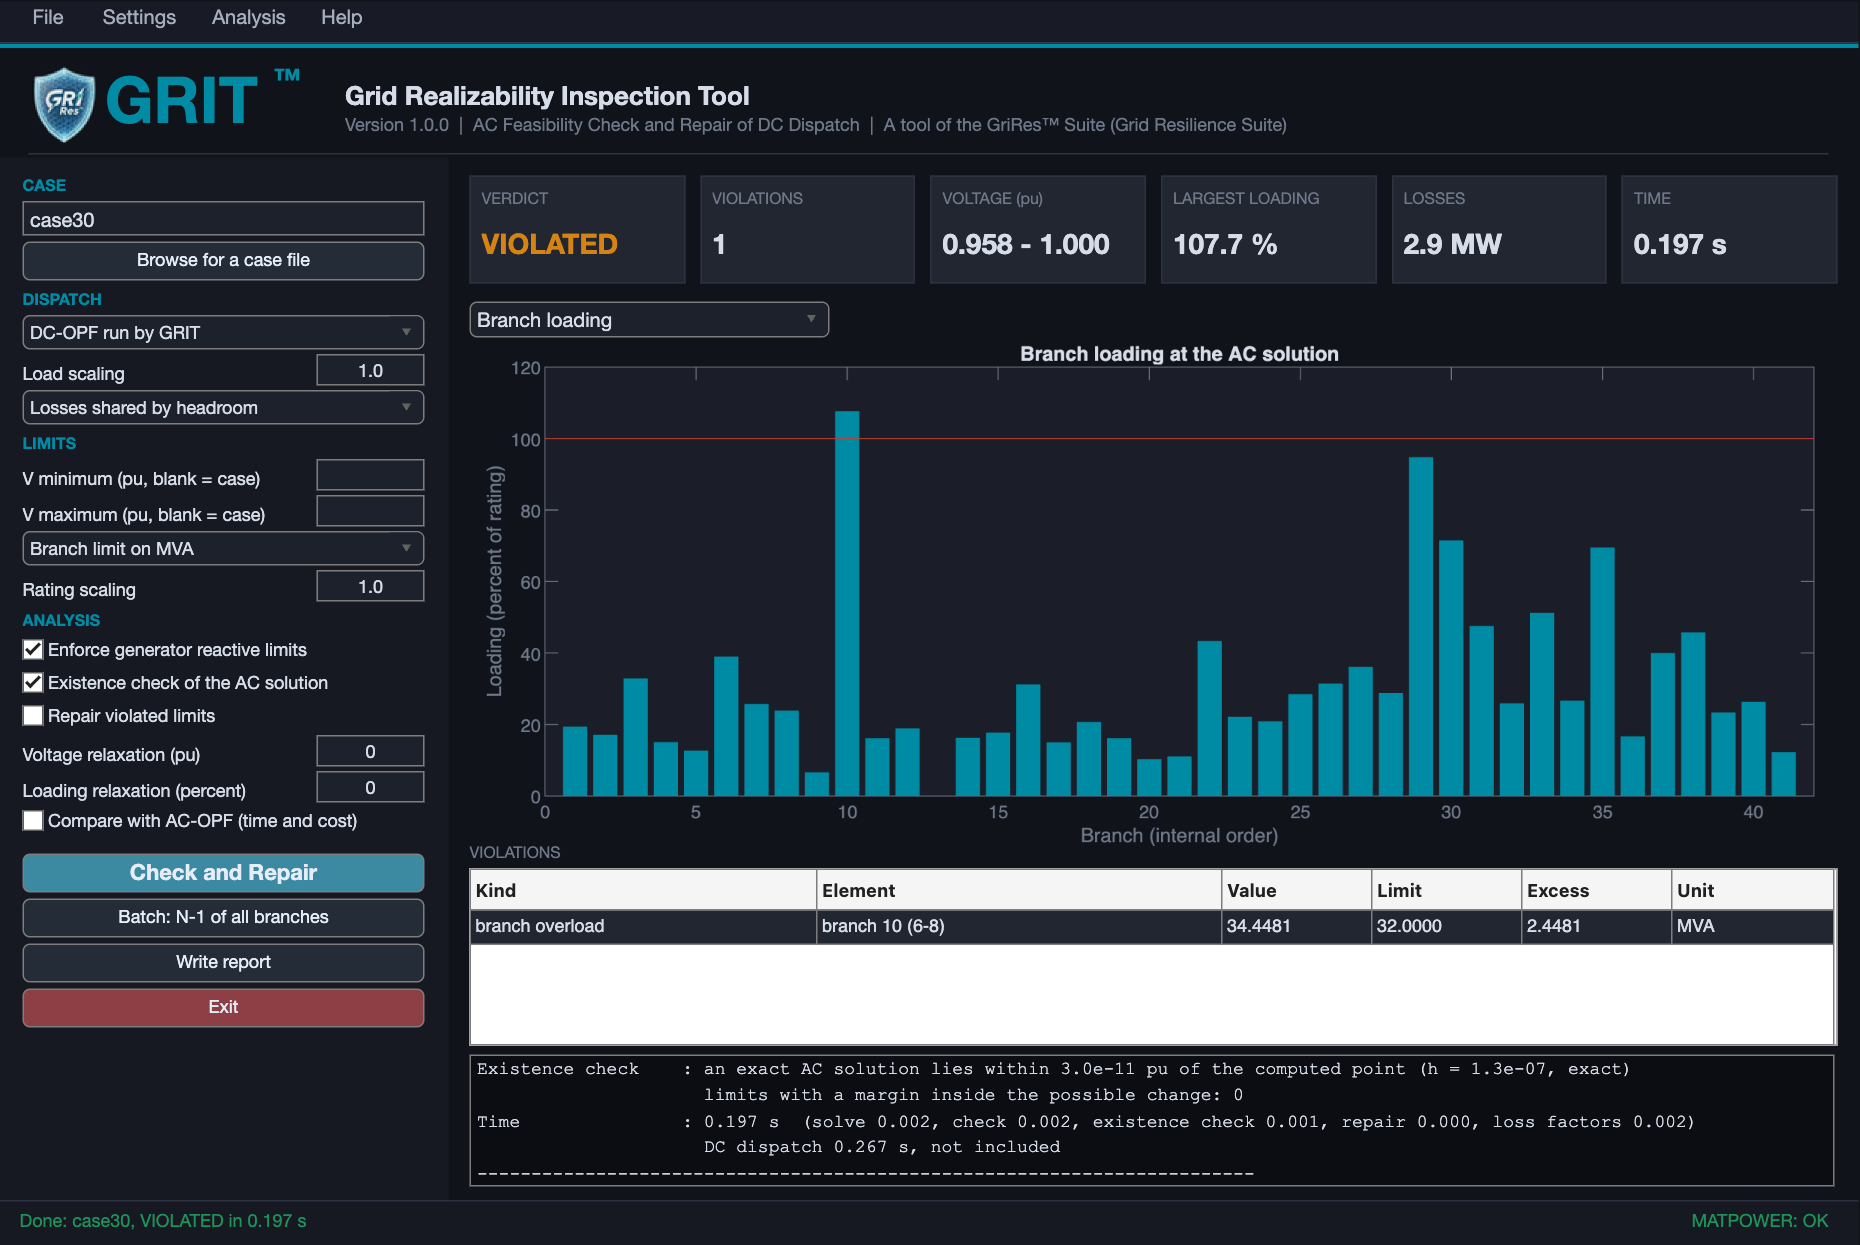 File Settings Analysis Help
GRi
Res
GRIT ™
Grid Realizability Inspection Tool
Version 1.0.0 | AC Feasibility Check and Repair of DC Dispatch | A tool of the GriRes™ Suite (Grid Resilience Suite)
CASE
case30
Browse for a case file
DISPATCH
DC-OPF run by GRIT
Load scaling 1.0
Losses shared by headroom
LIMITS
V minimum (pu, blank = case)
V maximum (pu, blank = case)
Branch limit on MVA
Rating scaling 1.0
ANALYSIS
Enforce generator reactive limits
Existence check of the AC solution
Repair violated limits
Voltage relaxation (pu) 0
Loading relaxation (percent) 0
Compare with AC-OPF (time and cost)
Check and Repair
Batch: N-1 of all branches
Write report
Exit
VERDICT VIOLATIONS VOLTAGE (pu) LARGEST LOADING LOSSES TIME
VIOLATED 1 0.958 - 1.000 107.7 % 2.9 MW 0.197 s
Branch loading
Branch loading at the AC solution
120
100
80
60
40
20
0
Loading (percent of rating)
0 5 10 15 20 25 30 35 40
Branch (internal order)
VIOLATIONS
Kind Element Value Limit Excess Unit
branch overload branch 10 (6-8) 34.4481 32.0000 2.4481 MVA
Existence check : an exact AC solution lies within 3.0e-11 pu of the computed point (h = 1.3e-07, exact)
limits with a margin inside the possible change: 0
Time : 0.197 s (solve 0.002, check 0.002, existence check 0.001, repair 0.000, loss factors 0.002)
DC dispatch 0.267 s, not included
------------------------------------------------------------------------
Done: case30, VIOLATED in 0.197 s
MATPOWER: OK